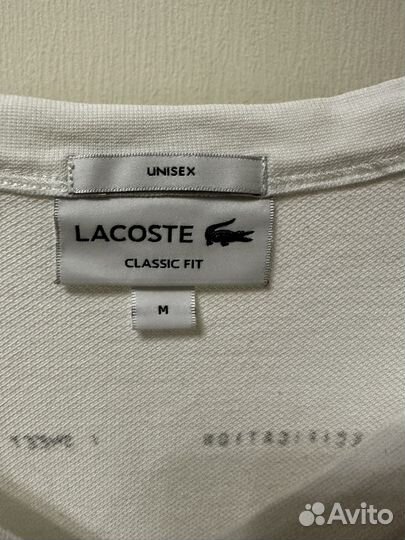 UNISEX
LACOSTE
CLASSIC FIT
M
Avito